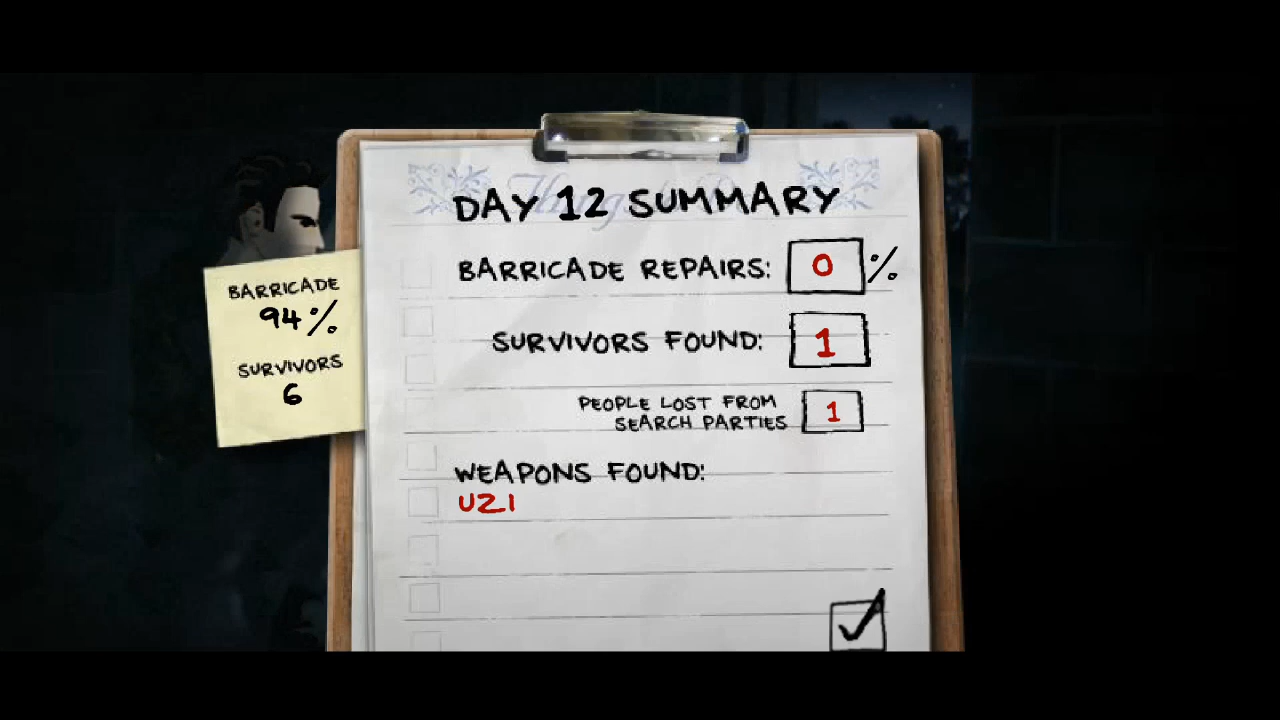 DAY 12 SUMMARY
BARRICADE REPAIRS: 0 %
SURVIVORS FOUND: 1
PEOPLE LOST FROM
SEARCH PARTIES 1
WEAPONS FOUND:
UZI
BARRICADE
94%
SURVIVORS
6